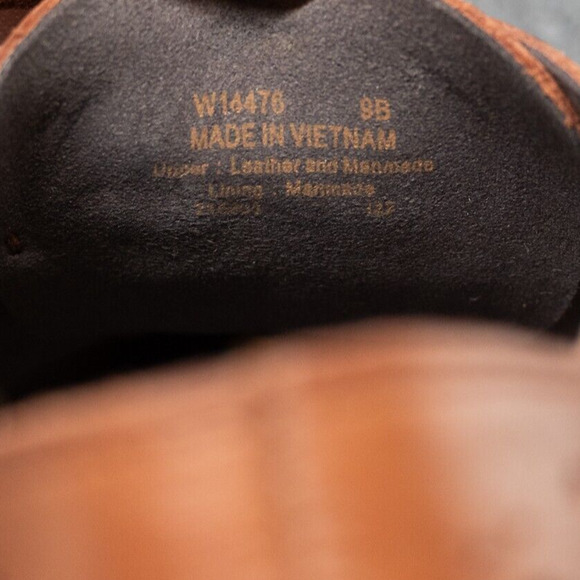 W14476 9B
MADE IN VIETNAM
Upper : Leather and Manmade
Lining : Manmade